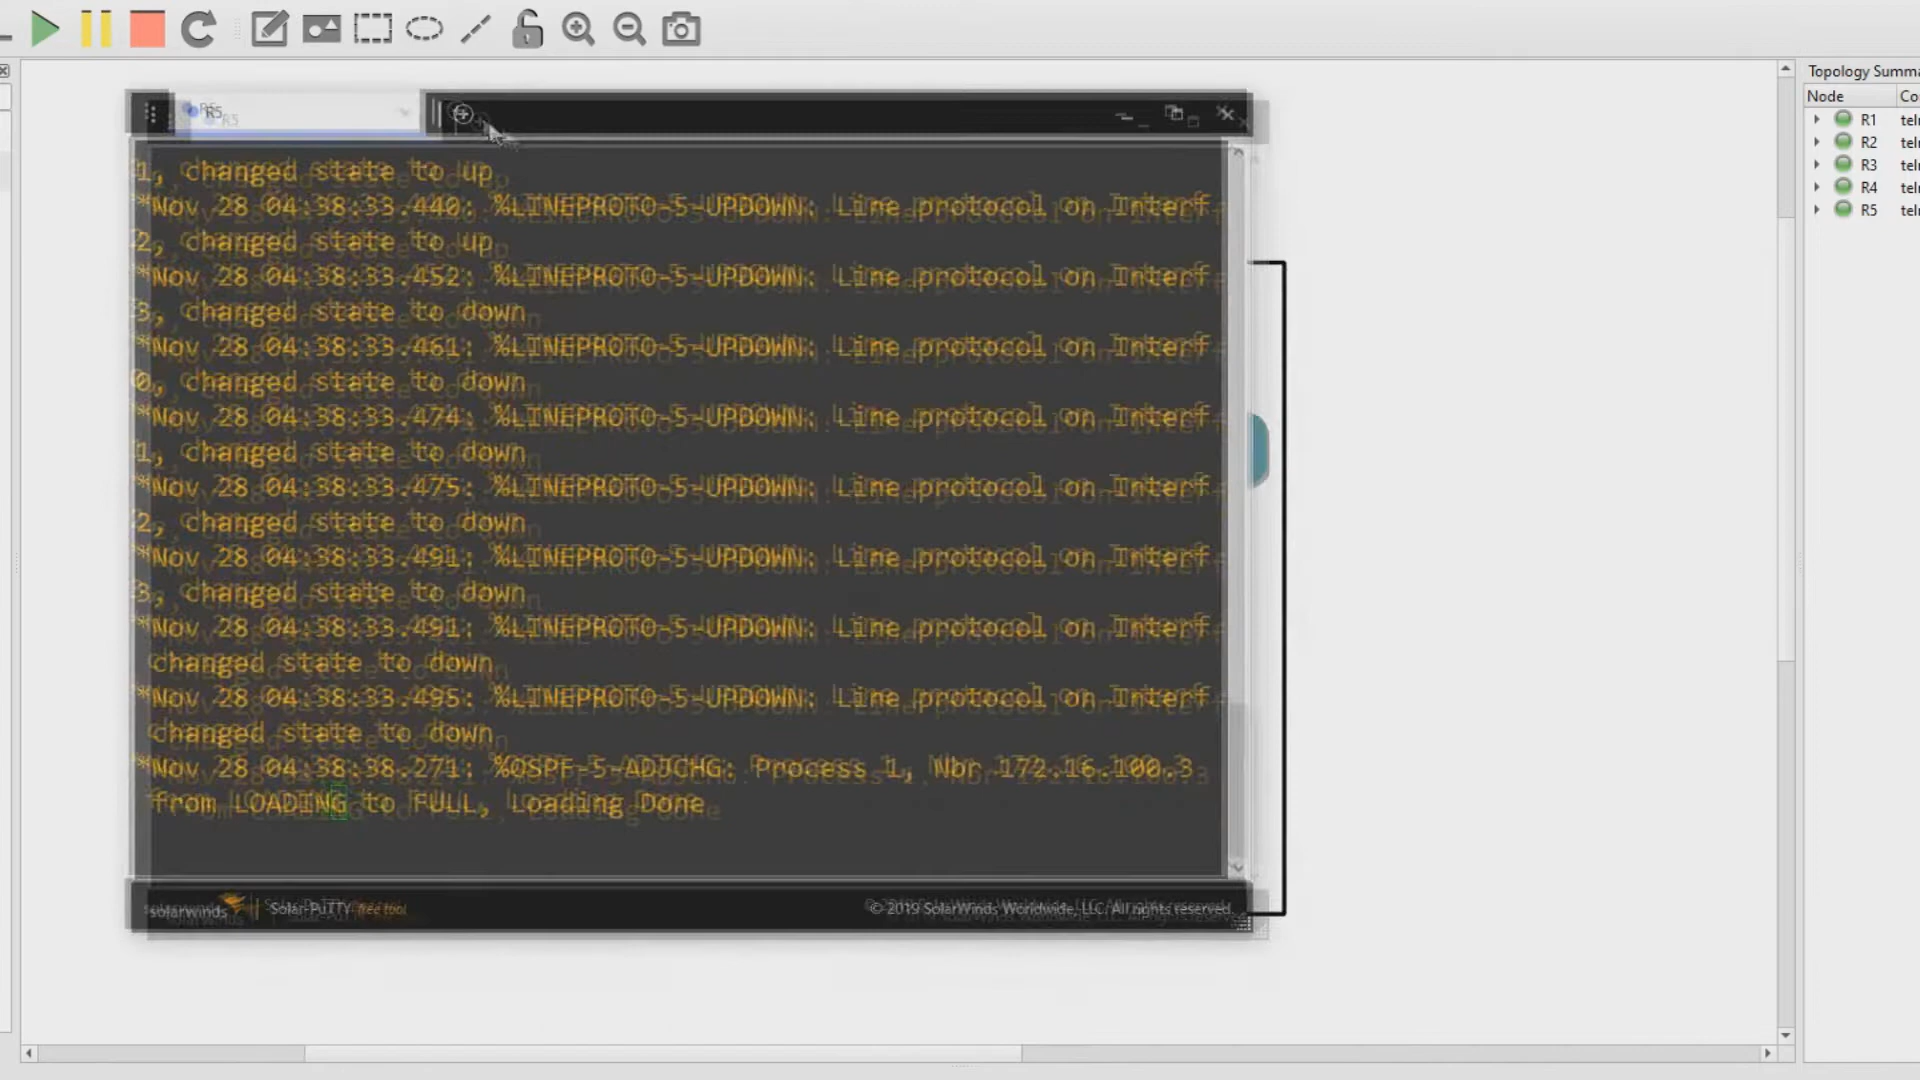 R5
1, changed state to up
*Nov 28 04:38:33.440: %LINEPROTO-5-UPDOWN: Line protocol on Interf
2, changed state to up
*Nov 28 04:38:33.452: %LINEPROTO-5-UPDOWN: Line protocol on Interf
3, changed state to down
*Nov 28 04:38:33.461: %LINEPROTO-5-UPDOWN: Line protocol on Interf
0, changed state to down
*Nov 28 04:38:33.474: %LINEPROTO-5-UPDOWN: Line protocol on Interf
1, changed state to down
*Nov 28 04:38:33.475: %LINEPROTO-5-UPDOWN: Line protocol on Interf
2, changed state to down
*Nov 28 04:38:33.491: %LINEPROTO-5-UPDOWN: Line protocol on Interf
3, changed state to down
*Nov 28 04:38:33.491: %LINEPROTO-5-UPDOWN: Line protocol on Interf
changed state to down
*Nov 28 04:38:33.495: %LINEPROTO-5-UPDOWN: Line protocol on Interf
changed state to down
*Nov 28 04:38:38.271: %OSPF-5-ADJCHG: Process 1, Nbr 172.16.100.3
from LOADING to FULL, Loading Done
solarwinds | Solar-PuTTY free tool © 2019 SolarWinds Worldwide, LLC. All rights reserved.
Topology Summa
Node Co
R1 teln
R2 teln
R3 teln
R4 teln
R5 teln